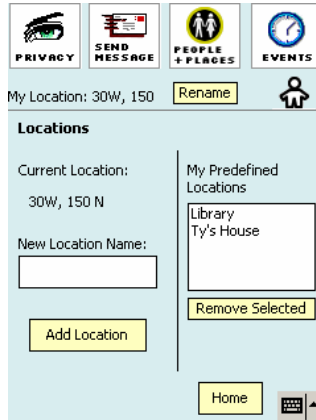 PRIVACY
SEND
MESSAGE
PEOPLE
+PLACES
EVENTS
My Location: 30W, 150
Rename
Locations
Current Location:
30W, 150 N
New Location Name:
Add Location
My Predefined
Locations
Library
Ty's House
Remove Selected
Home